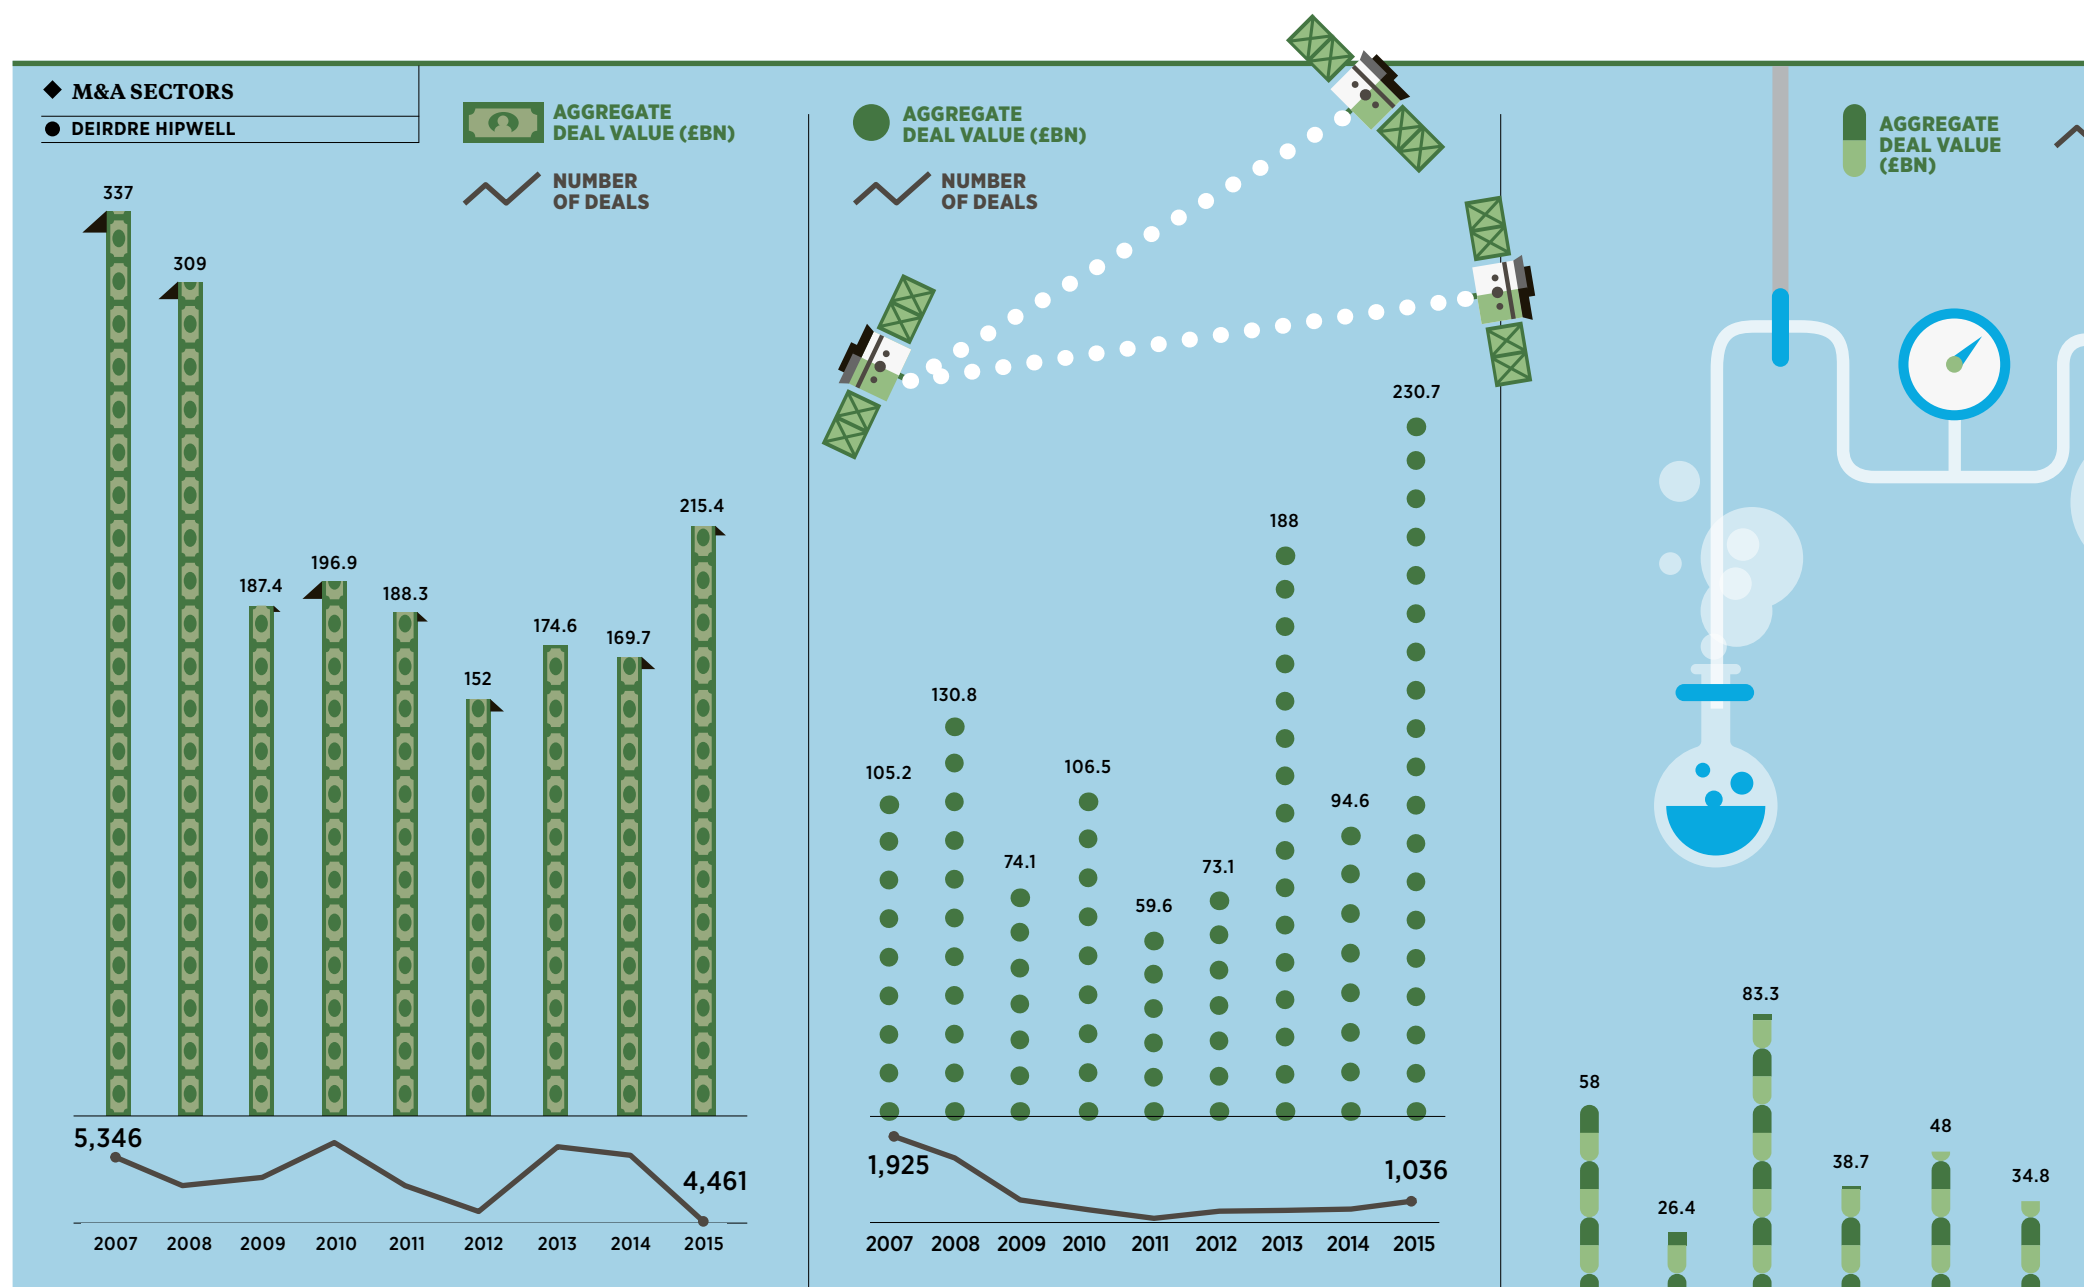 M&A SECTORS
DEIRDRE HIPWELL
AGGREGATE
DEAL VALUE (£BN)
NUMBER
OF DEALS
337
309
187.4
196.9
188.3
152
174.6
169.7
215.4
5,346
4,461
2007 2008 2009 2010 2011 2012 2013 2014 2015
AGGREGATE
DEAL VALUE (£BN)
NUMBER
OF DEALS
105.2
130.8
74.1
106.5
59.6
73.1
188
94.6
230.7
1,925
1,036
2007 2008 2009 2010 2011 2012 2013 2014 2015
AGGREGATE
DEAL VALUE
(£BN)
58
26.4
83.3
38.7
48
34.8